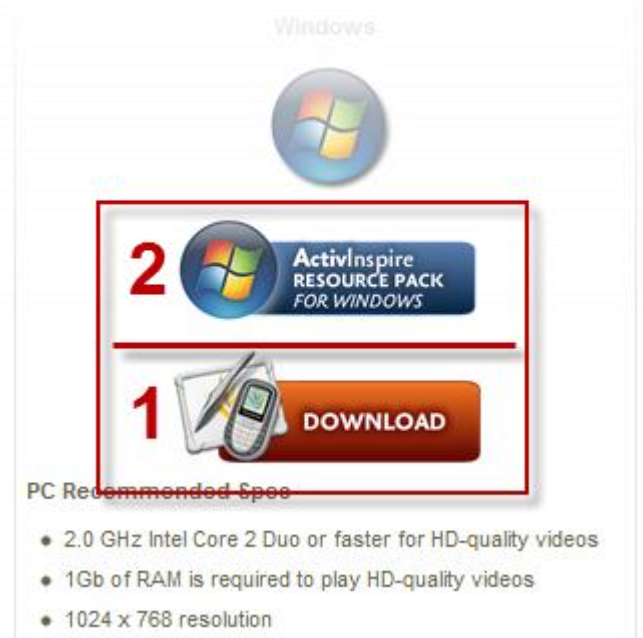 Windows
2
ActivInspire
RESOURCE PACK
FOR WINDOWS
1
DOWNLOAD
PC Recommended Spec
• 2.0 GHz Intel Core 2 Duo or faster for HD-quality videos
• 1Gb of RAM is required to play HD-quality videos
• 1024 x 768 resolution